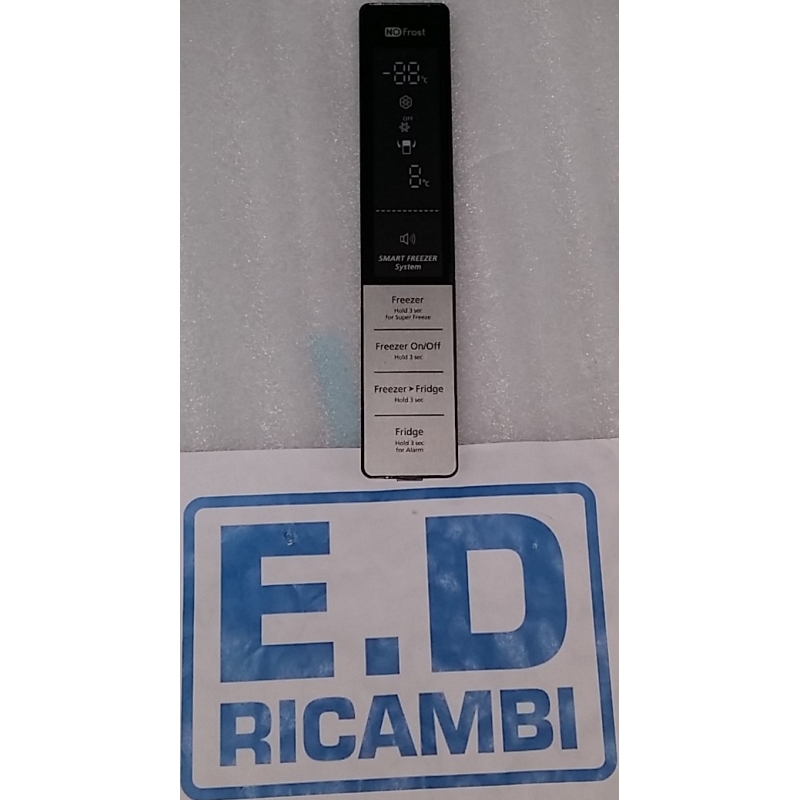 NO Frost
-88°C
OFF
8°C
SMART FREEZER
System
Freezer
Hold 3 sec
for Super Freeze
Freezer On/Off
Hold 3 sec
Freezer ➤ Fridge
Hold 3 sec
Fridge
Hold 3 sec
for Alarm
E.D
RICAMBI